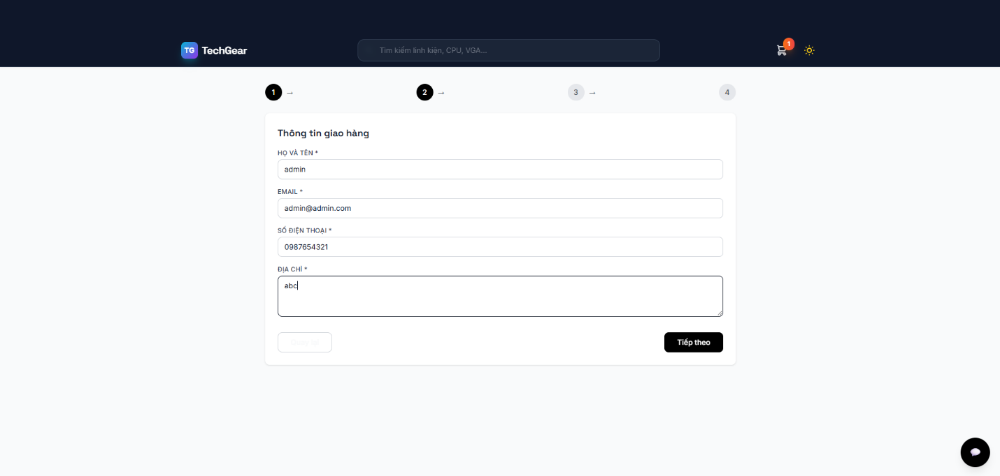 TG TechGear
Tìm kiếm linh kiện, CPU, VGA...
1
1 →
2 →
3 →
4
Thông tin giao hàng
HỌ VÀ TÊN *
admin
EMAIL *
admin@admin.com
SỐ ĐIỆN THOẠI *
0987654321
ĐỊA CHỈ *
abc
Tiếp theo